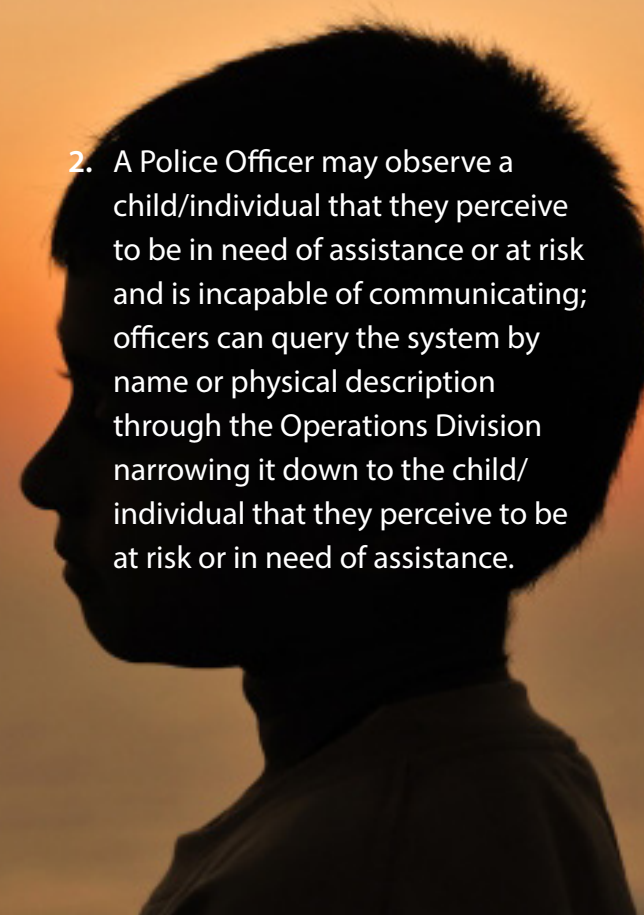 2. A Police Officer may observe a
child/individual that they perceive
to be in need of assistance or at risk
and is incapable of communicating;
officers can query the system by
name or physical description
through the Operations Division
narrowing it down to the child/
individual that they perceive to be
at risk or in need of assistance.